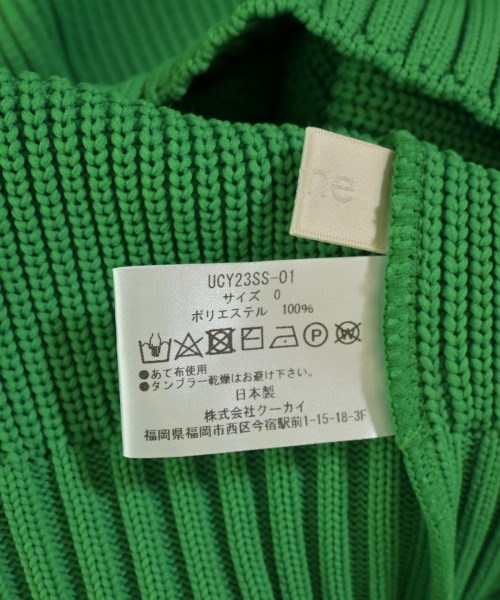 ne
UCY23SS-01
サイズ 0
ポリエステル 100%
●あて布使用
●タンブラー乾燥はお避け下さい。
日本製
株式会社クーカイ
福岡県福岡市西区今宿駅前1-15-18-3F